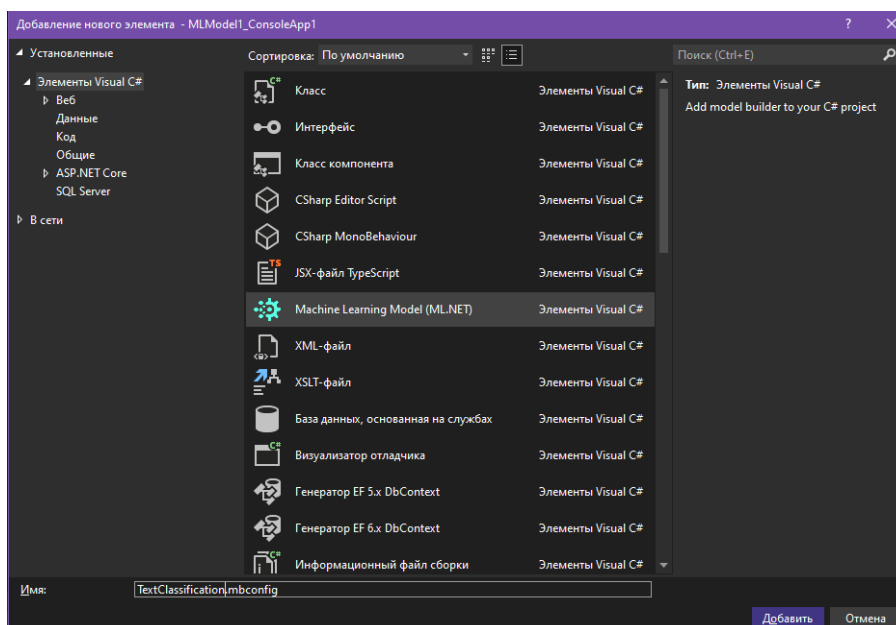 Добавление нового элемента - MLModel1_ConsoleApp1
? ×
Установленные
Сортировка: По умолчанию
Поиск (Ctrl+E)
Элементы Visual C#
Веб
Данные
Код
Общие
ASP.NET Core
SQL Server
В сети
C# Класс Элементы Visual C#
Интерфейс Элементы Visual C#
Класс компонента Элементы Visual C#
CSharp Editor Script Элементы Visual C#
CSharp MonoBehaviour Элементы Visual C#
TS JSX-файл TypeScript Элементы Visual C#
Machine Learning Model (ML.NET) Элементы Visual C#
XML-файл Элементы Visual C#
XSLT-файл Элементы Visual C#
База данных, основанная на службах Элементы Visual C#
C# Визуализатор отладчика Элементы Visual C#
Генератор EF 5.x DbContext Элементы Visual C#
Генератор EF 6.x DbContext Элементы Visual C#
C# Информационный файл сборки Элементы Visual C#
Тип: Элементы Visual C#
Add model builder to your C# project
Имя: TextClassification.mbconfig
Добавить Отмена